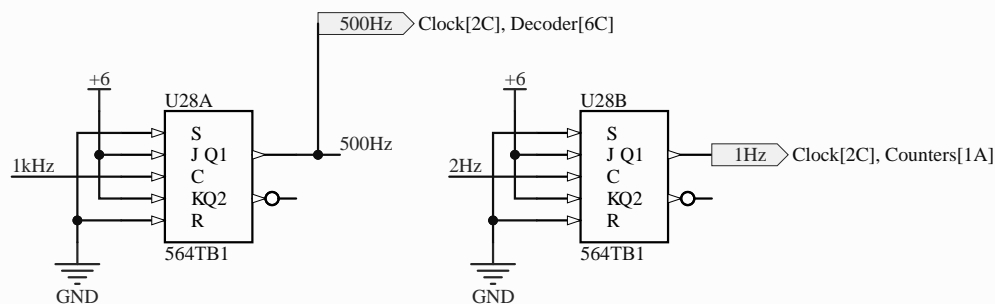 500Hz Clock[2C], Decoder[6C]
+6
U28A
S
J Q1
C
KQ2
R
564TB1
1kHz
500Hz
GND
+6
U28B
S
J Q1
C
KQ2
R
564TB1
2Hz
1Hz Clock[2C], Counters[1A]
GND